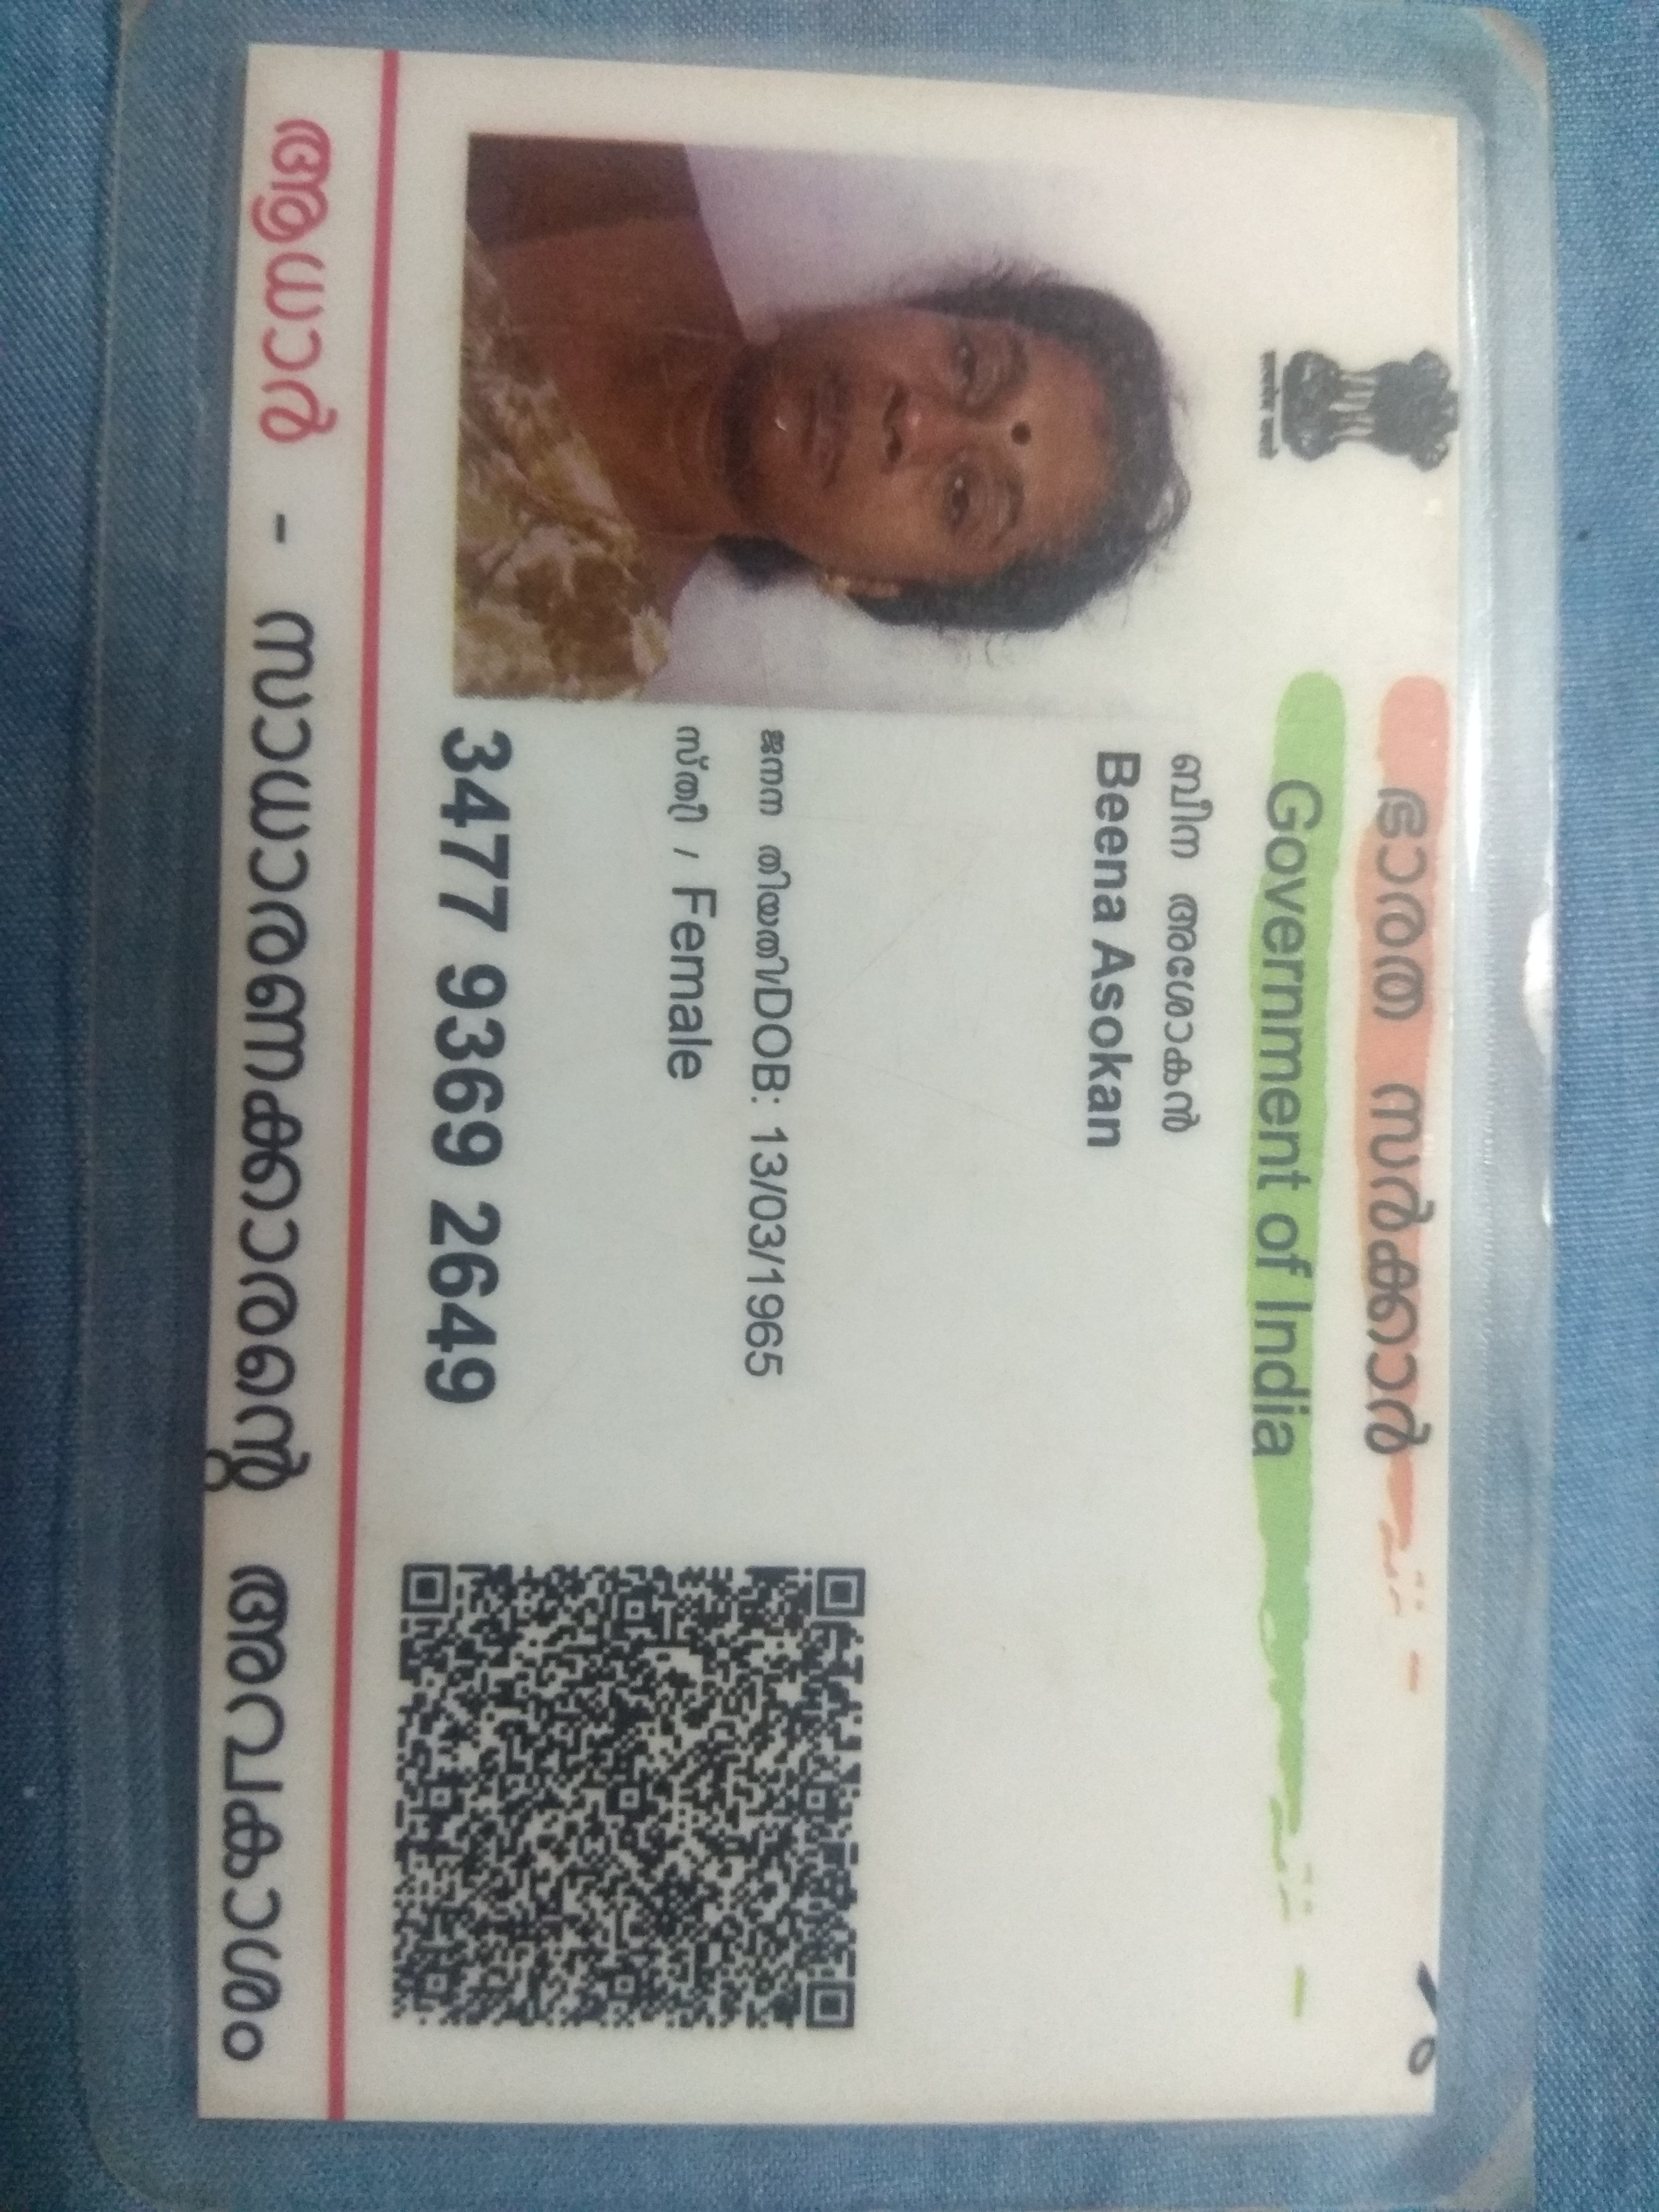 ഭാരത സർക്കാർ
Government of India
ബീന അശോകൻ
Beena Asokan
ജനന തിയതി/DOB: 13/03/1965
സ്ത്രീ / Female
3477 9369 2649
ആധാർ - സാധാരണക്കാരന്റെ അവകാശം